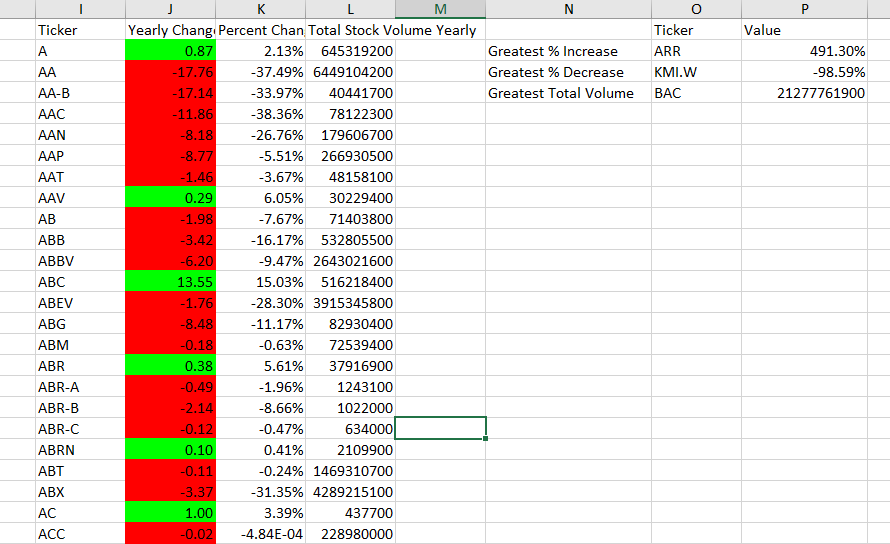 I J K L M N O P
Ticker Yearly Chang Percent Chan Total Stock Volume Yearly Ticker Value
A 0.87 2.13% 645319200 Greatest % Increase ARR 491.30%
AA -17.76 -37.49% 6449104200 Greatest % Decrease KMI.W -98.59%
AA-B -17.14 -33.97% 40441700 Greatest Total Volume BAC 21277761900
AAC -11.86 -38.36% 78122300
AAN -8.18 -26.76% 179606700
AAP -8.77 -5.51% 266930500
AAT -1.46 -3.67% 48158100
AAV 0.29 6.05% 30229400
AB -1.98 -7.67% 71403800
ABB -3.42 -16.17% 532805500
ABBV -6.20 -9.47% 2643021600
ABC 13.55 15.03% 516218400
ABEV -1.76 -28.30% 3915345800
ABG -8.48 -11.17% 82930400
ABM -0.18 -0.63% 72539400
ABR 0.38 5.61% 37916900
ABR-A -0.49 -1.96% 1243100
ABR-B -2.14 -8.66% 1022000
ABR-C -0.12 -0.47% 634000
ABRN 0.10 0.41% 2109900
ABT -0.11 -0.24% 1469310700
ABX -3.37 -31.35% 4289215100
AC 1.00 3.39% 437700
ACC -0.02 -4.84E-04 228980000